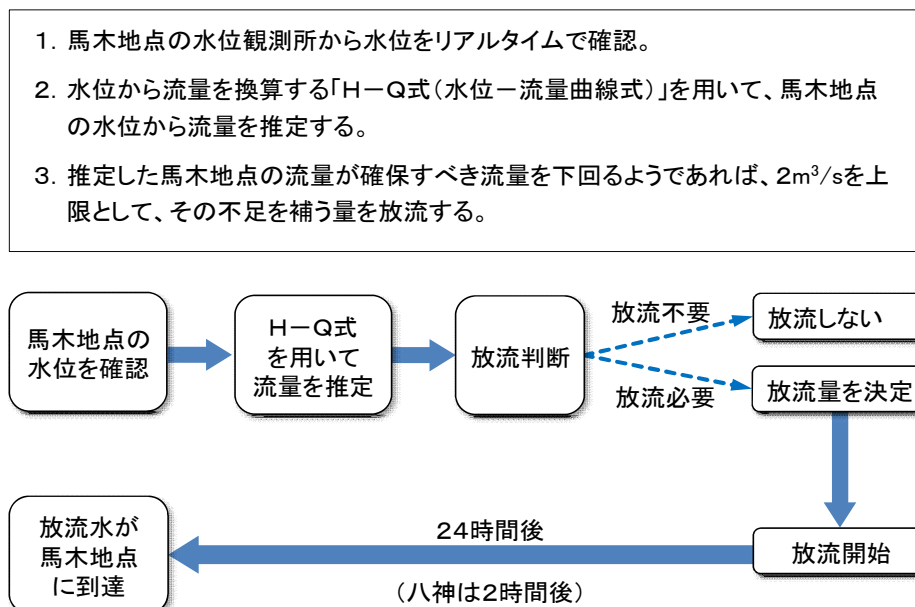 1．馬木地点の水位観測所から水位をリアルタイムで確認。
2．水位から流量を換算する「H－Q式（水位－流量曲線式）」を用いて、馬木地点
の水位から流量を推定する。
3．推定した馬木地点の流量が確保すべき流量を下回るようであれば、2m³/sを上
限として、その不足を補う量を放流する。
馬木地点の
水位を確認
H－Q式
を用いて
流量を推定
放流判断
放流不要
放流しない
放流必要
放流量を決定
放流開始
24時間後
（八神は2時間後）
放流水が
馬木地点
に到達